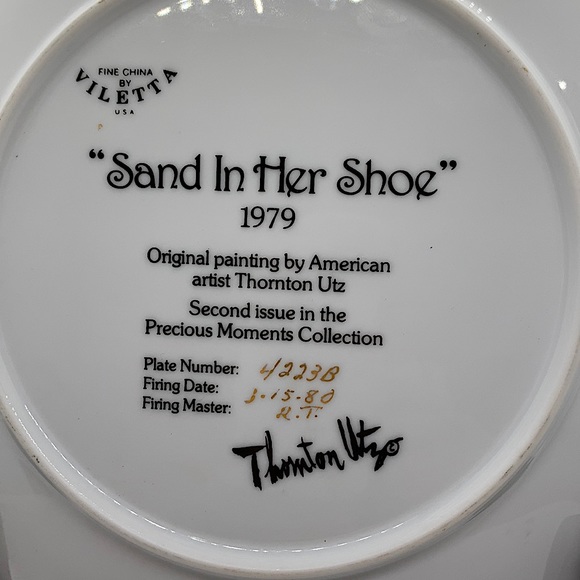 FINE CHINA
BY
VILETTA
USA
“Sand In Her Shoe”
1979
Original painting by American
artist Thornton Utz
Second issue in the
Precious Moments Collection
Plate Number: 4223B
Firing Date: 3-15-80
Firing Master: R.T.
Thornton Utz©